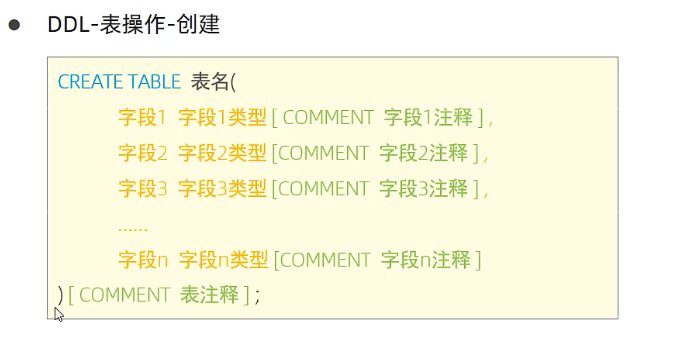 ● DDL-表操作-创建
CREATE TABLE 表名(
字段1 字段1类型 [ COMMENT 字段1注释 ] ,
字段2 字段2类型 [COMMENT 字段2注释 ] ,
字段3 字段3类型 [COMMENT 字段3注释 ] ,
......
字段n 字段n类型 [COMMENT 字段n注释 ]
) [ COMMENT 表注释 ] ;